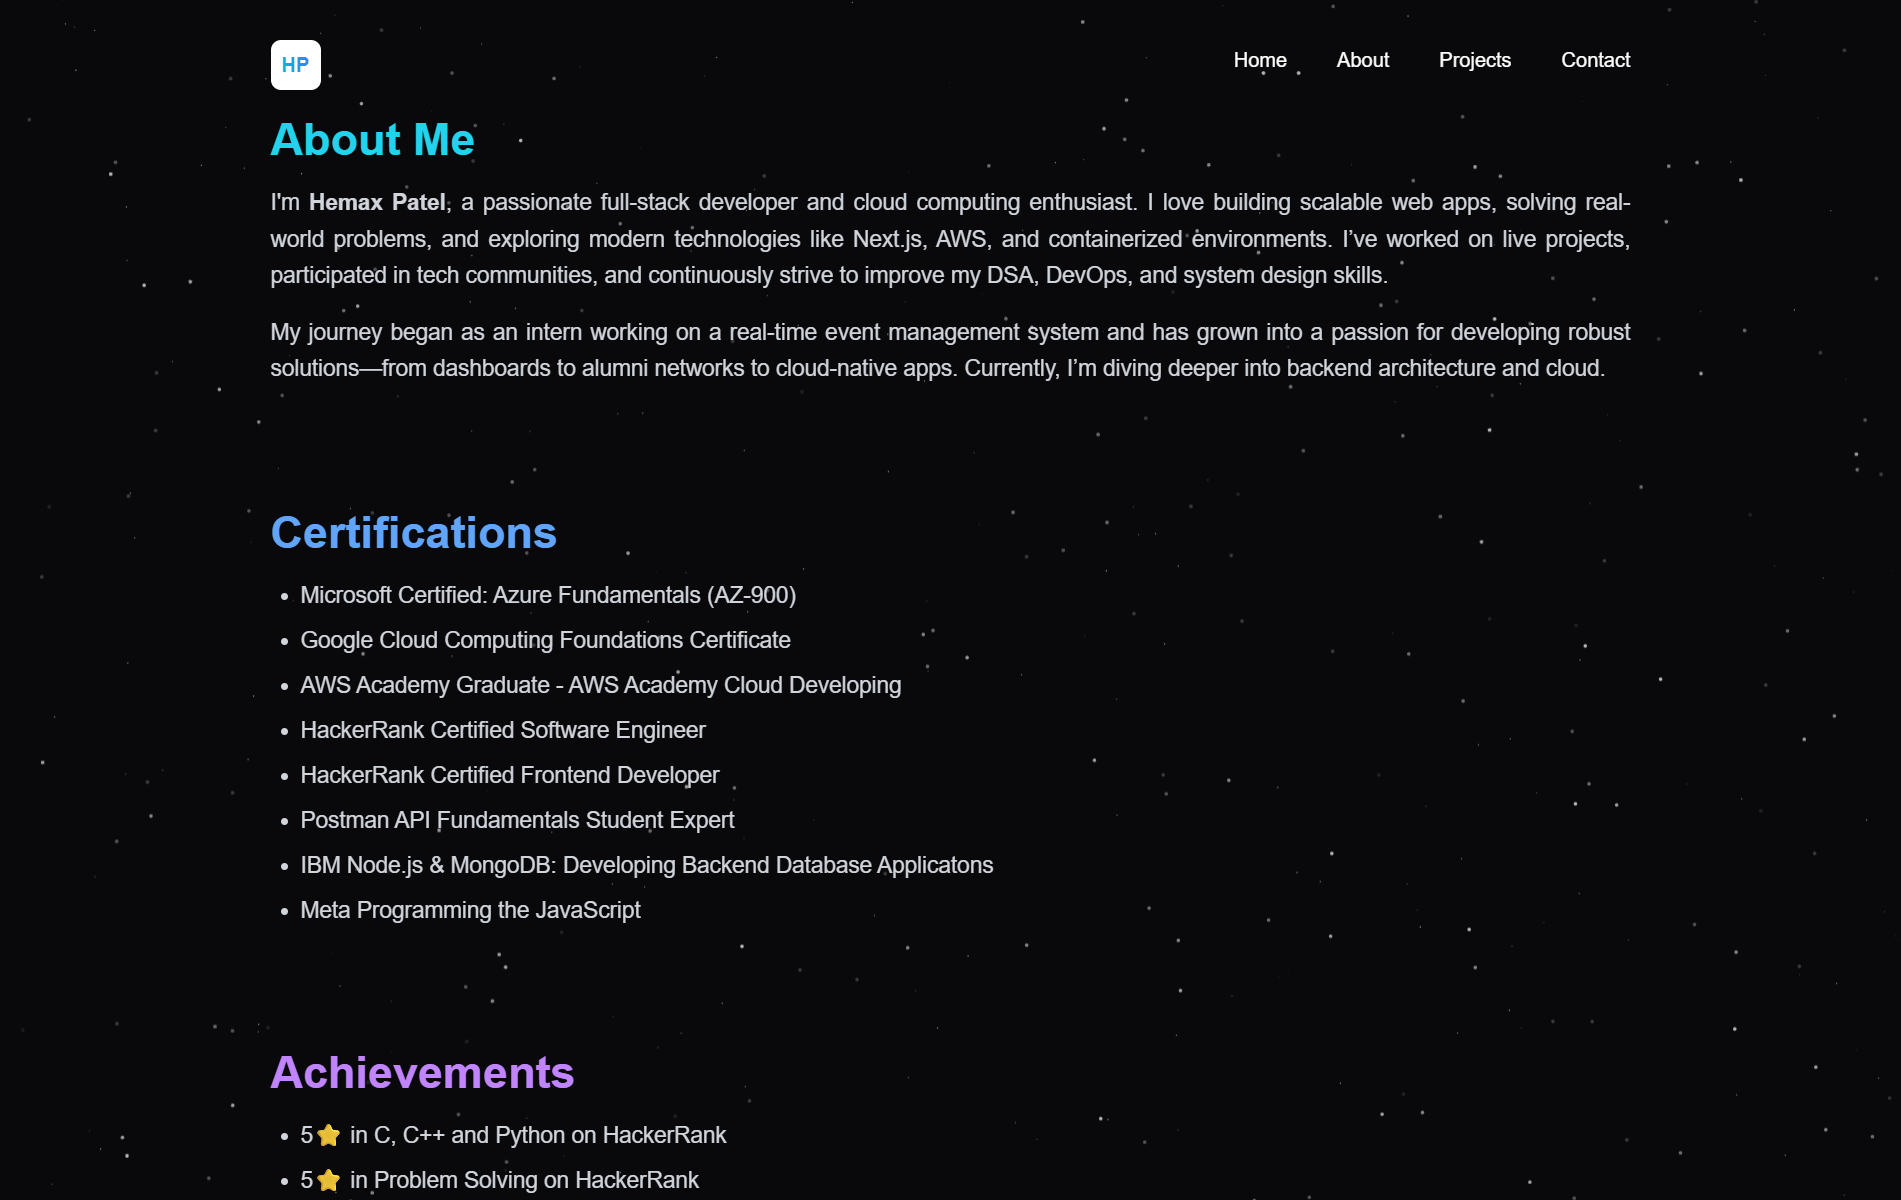 HP
Home About Projects Contact
About Me
I'm Hemax Patel, a passionate full-stack developer and cloud computing enthusiast. I love building scalable web apps, solving real-
world problems, and exploring modern technologies like Next.js, AWS, and containerized environments. I’ve worked on live projects,
participated in tech communities, and continuously strive to improve my DSA, DevOps, and system design skills.
My journey began as an intern working on a real-time event management system and has grown into a passion for developing robust
solutions—from dashboards to alumni networks to cloud-native apps. Currently, I’m diving deeper into backend architecture and cloud.
Certifications
• Microsoft Certified: Azure Fundamentals (AZ-900)
• Google Cloud Computing Foundations Certificate
• AWS Academy Graduate - AWS Academy Cloud Developing
• HackerRank Certified Software Engineer
• HackerRank Certified Frontend Developer
• Postman API Fundamentals Student Expert
• IBM Node.js & MongoDB: Developing Backend Database Applicatons
• Meta Programming the JavaScript
Achievements
• 5⭐ in C, C++ and Python on HackerRank
• 5⭐ in Problem Solving on HackerRank